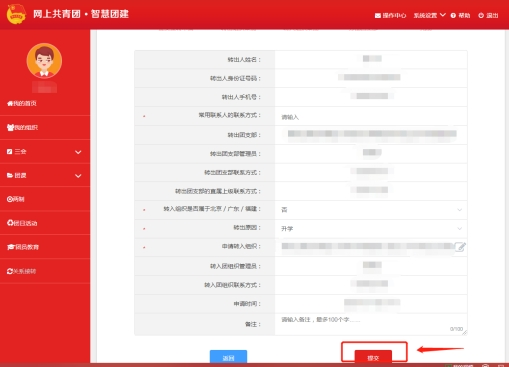 网上共青团·智慧团建
操作中心 系统设置 帮助 退出
转出人姓名：
转出人身份证号码：
转出人手机号：
* 常用联系人的联系方式： 请输入
转出团支部：
转出团支部管理员：
转出团支部联系方式：
转出团支部的直属上级联系方式：
* 转入组织是否属于北京/广东/福建： 否
* 转出原因： 升学
* 申请转入组织：
转入团组织管理员：
转入团组织联系方式：
申请时间：
备注： 请输入备注，最多100个字……
0/100
返回 提交
我的首页
我的组织
三会
团课
两制
团日活动
团员教育
关系接转